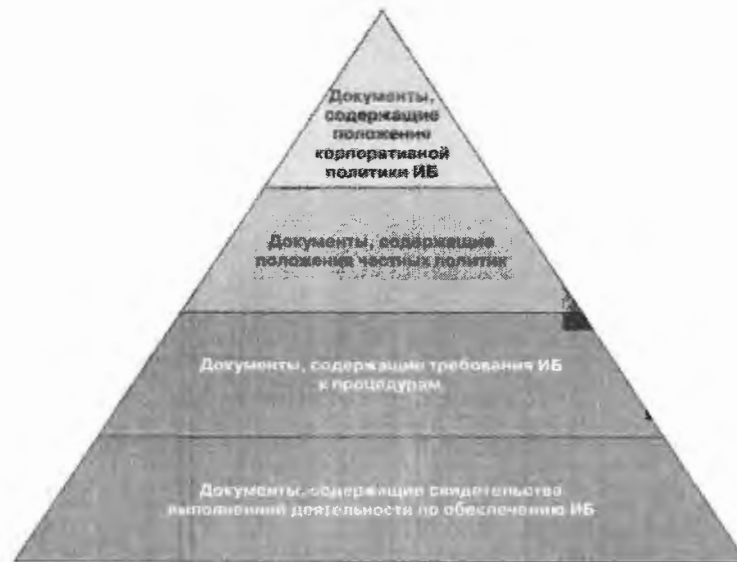 Документы,
содержащие
положения
корпоративной
политики ИБ
Документы, содержащие
положения частных политик
Документы, содержащие требования ИБ
к процедурам
Документы, содержащие свидетельства
выполненной деятельности по обеспечению ИБ